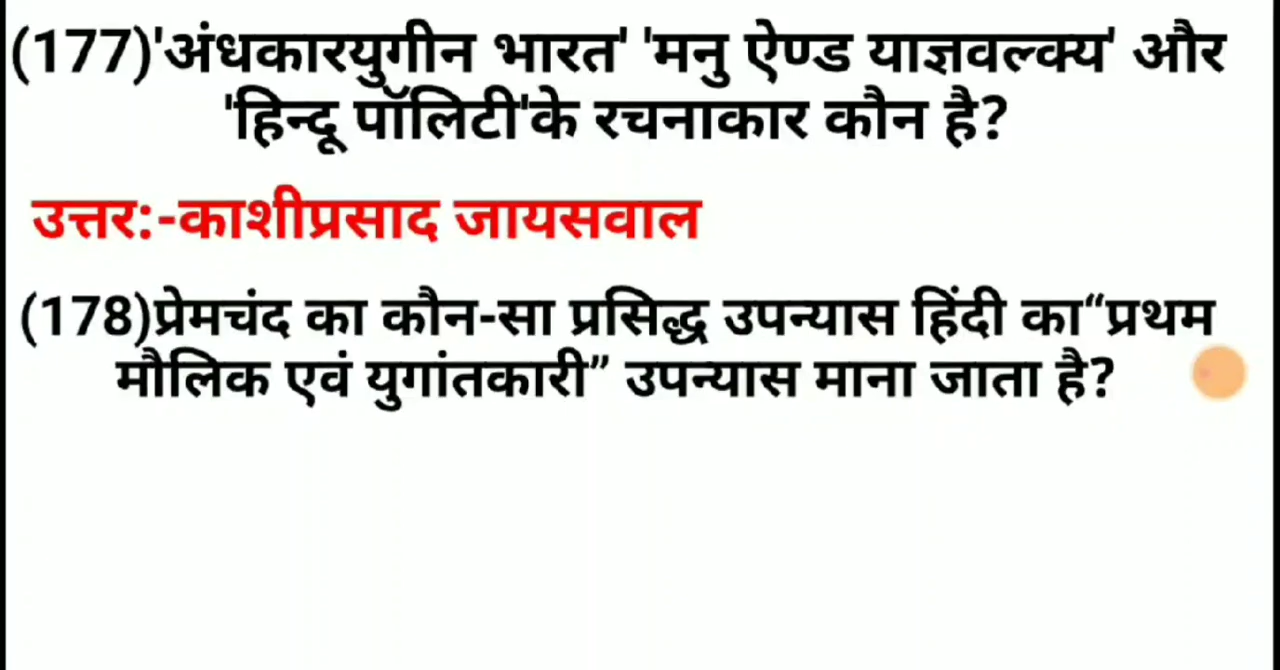 (177)'अंधकारयुगीन भारत' 'मनु ऐण्ड याज्ञवल्क्य' और
'हिन्दू पॉलिटी'के रचनाकार कौन है?
उत्तर:-काशीप्रसाद जायसवाल
(178)प्रेमचंद का कौन-सा प्रसिद्ध उपन्यास हिंदी का“प्रथम
मौलिक एवं युगांतकारी” उपन्यास माना जाता है?